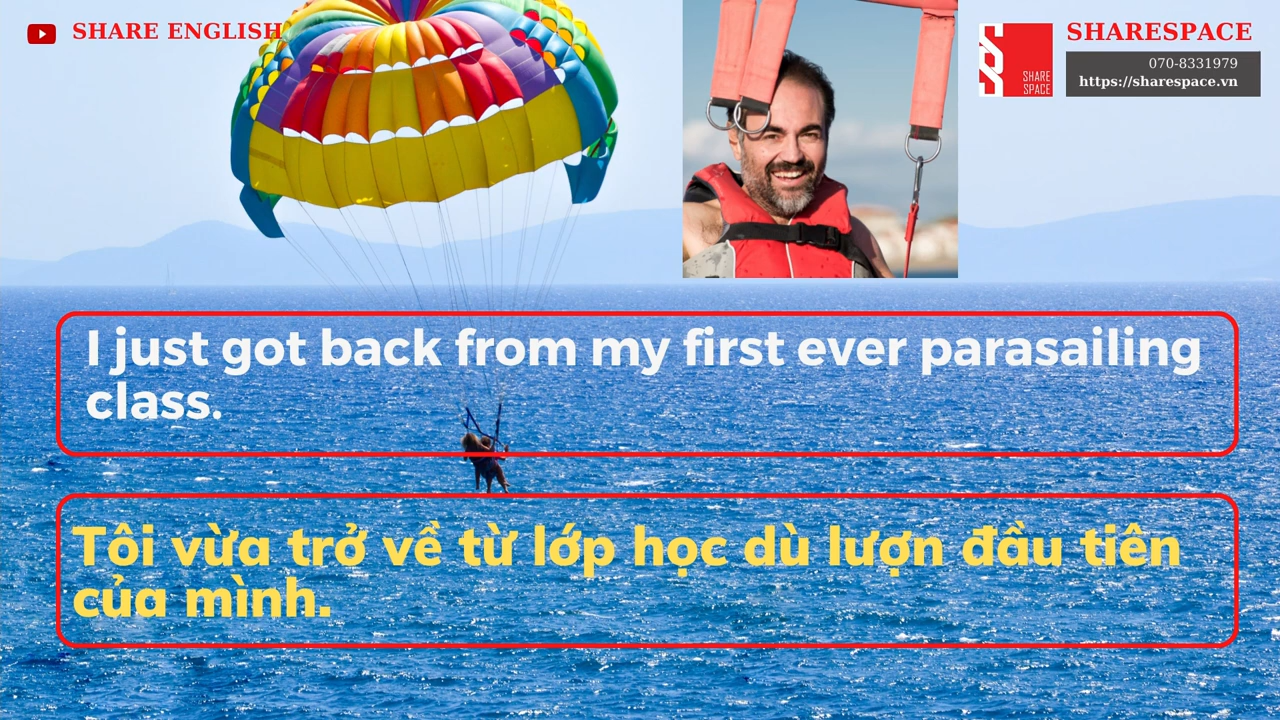 SHARE ENGLISH
SHARESPACE
070-8331979
https://sharespace.vn
SHARE
SPACE
I just got back from my first ever parasailing
class.
Tôi vừa trở về từ lớp học dù lượn đầu tiên
của mình.